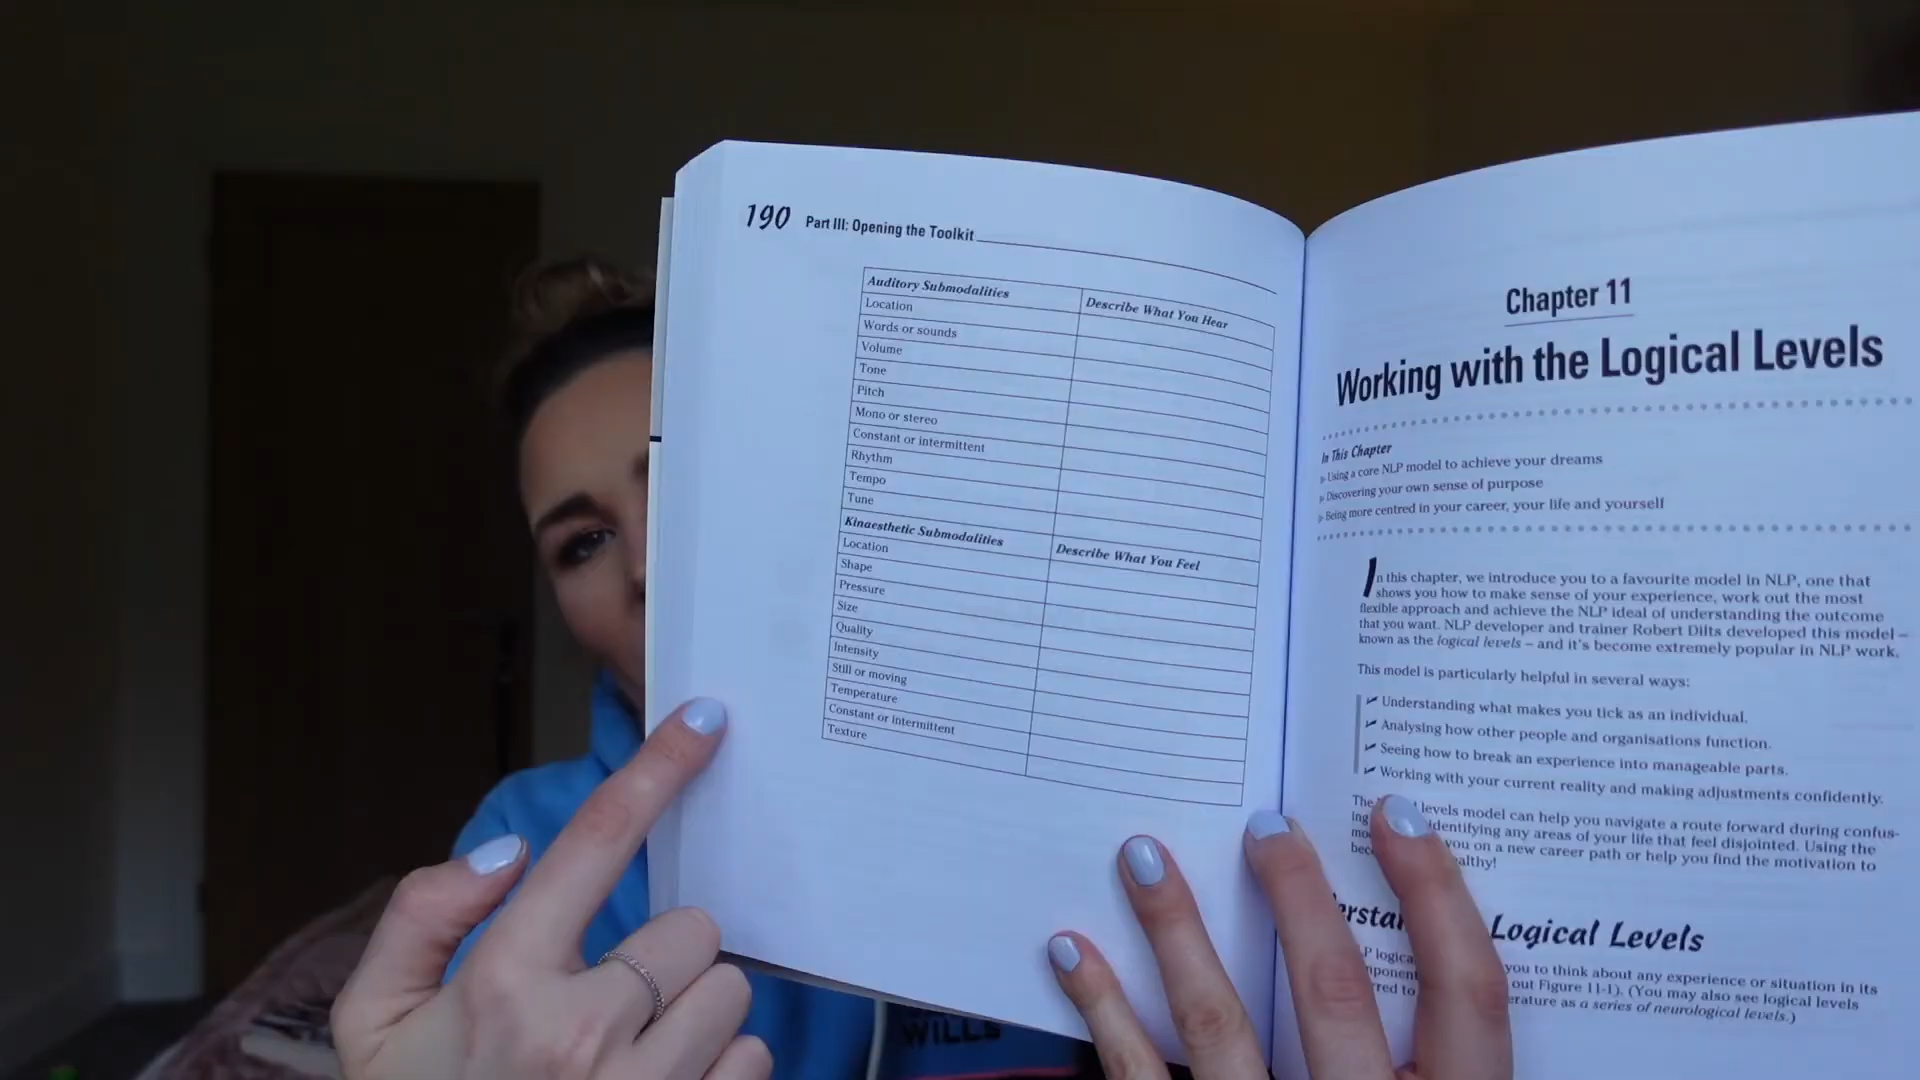 190 Part III: Opening the Toolkit
Auditory Submodalities Describe What You Hear
Location
Words or sounds
Volume
Tone
Pitch
Mono or stereo
Constant or intermittent
Rhythm
Tempo
Tune
Kinaesthetic Submodalities Describe What You Feel
Location
Shape
Pressure
Size
Quality
Intensity
Still or moving
Temperature
Constant or intermittent
Texture
Chapter 11
Working with the Logical Levels
In This Chapter
Using a core NLP model to achieve your dreams
Discovering your own sense of purpose
Being more centred in your career, your life and yourself
In this chapter, we introduce you to a favourite model in NLP, one that
shows you how to make sense of your experience, work out the most
flexible approach and achieve the NLP ideal of understanding the outcome
that you want. NLP developer and trainer Robert Dilts developed this model –
known as the logical levels – and it's become extremely popular in NLP work.
This model is particularly helpful in several ways:
✓ Understanding what makes you tick as an individual.
✓ Analysing how other people and organisations function.
✓ Seeing how to break an experience into manageable parts.
✓ Working with your current reality and making adjustments confidently.
The levels model can help you navigate a route forward during confus-
ing identifying any areas of your life that feel disjointed. Using the
you on a new career path or help you find the motivation to
Logical Levels
you to think about any experience or situation in its
out Figure 11-1). (You may also see logical levels
as a series of neurological levels.)
WILLS